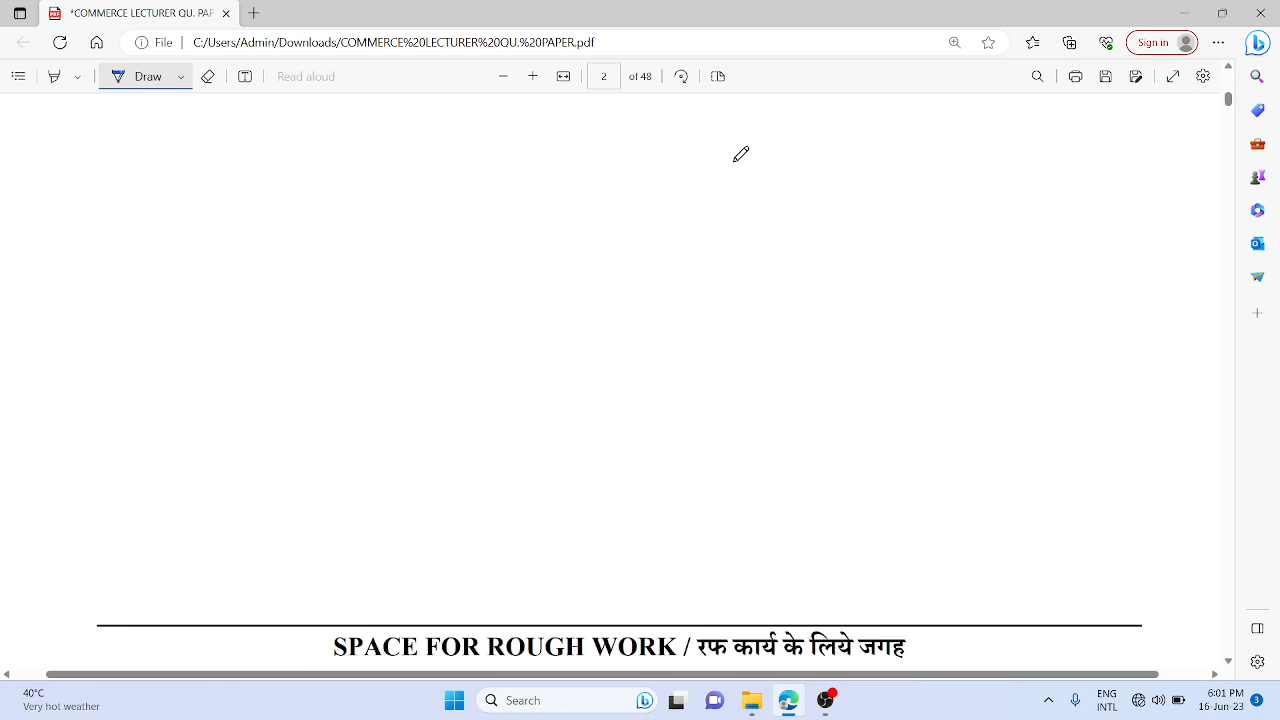 *COMMERCE LECTURER QU. PAP
File
C:/Users/Admin/Downloads/COMMERCE%20LECTURER%20QU.%20PAPER.pdf
Sign in
Draw
Read aloud
2
of 48
SPACE FOR ROUGH WORK / रफ कार्य के लिये जगह
40°C
Very hot weather
Search
ENG
INTL
6:01 PM
16-Jun-23
3